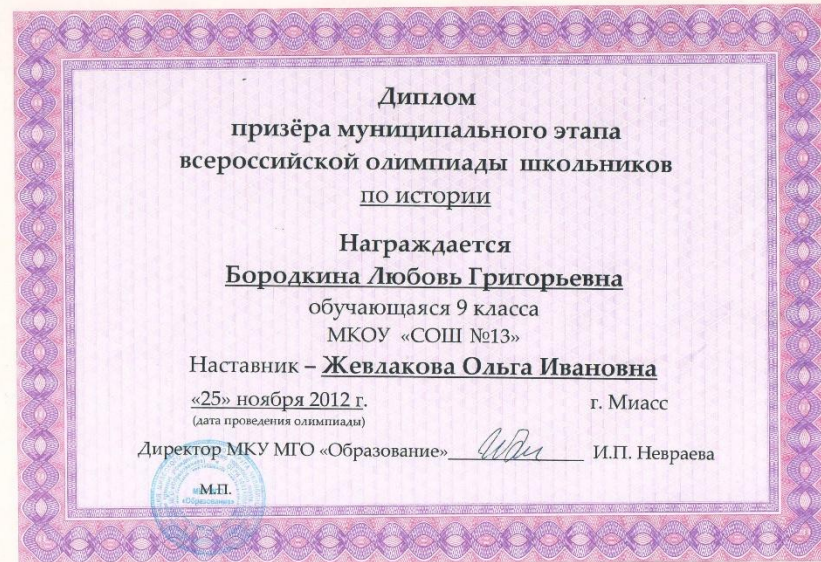 Диплом
призёра муниципального этапа
всероссийской олимпиады школьников
по истории
Награждается
Бородкина Любовь Григорьевна
обучающаяся 9 класса
МКОУ «СОШ №13»
Наставник – Жевлакова Ольга Ивановна
«25» ноября 2012 г. г. Миасс
(дата проведения олимпиады)
Директор МКУ МГО «Образование» И.П. Невраева
М.П.
«Образование»